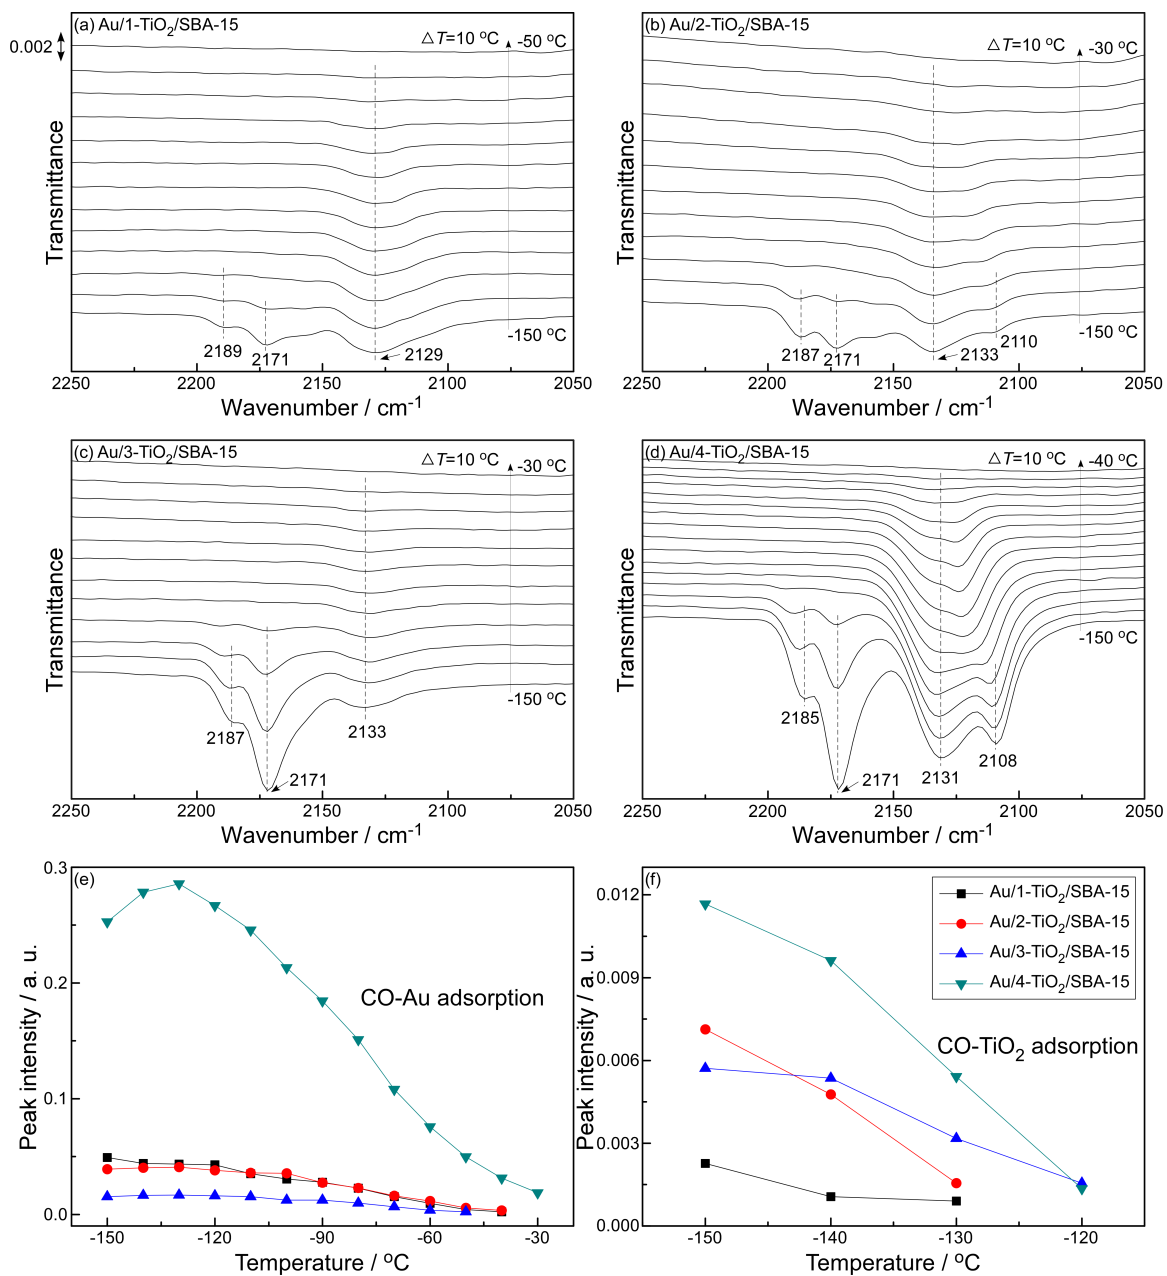 (a) Au/1-TiO₂/SBA-15
0.002
△T=10 °C
-50 °C
-150 °C
2189
2171
2129
Transmittance
2250 2200 2150 2100 2050
Wavenumber / cm⁻¹
(b) Au/2-TiO₂/SBA-15
△T=10 °C
-30 °C
-150 °C
2187
2171
2133
2110
Transmittance
2250 2200 2150 2100 2050
Wavenumber / cm⁻¹
(c) Au/3-TiO₂/SBA-15
△T=10 °C
-30 °C
-150 °C
2187
2171
2133
Transmittance
2250 2200 2150 2100 2050
Wavenumber / cm⁻¹
(d) Au/4-TiO₂/SBA-15
△T=10 °C
-40 °C
-150 °C
2185
2171
2131
2108
Transmittance
2250 2200 2150 2100 2050
Wavenumber / cm⁻¹
(e)
0.3
0.2
0.1
0.0
Peak intensity / a. u.
CO-Au adsorption
-150 -120 -90 -60 -30
Temperature / °C
(f)
0.012
0.009
0.006
0.003
0.000
Peak intensity / a. u.
Au/1-TiO₂/SBA-15
Au/2-TiO₂/SBA-15
Au/3-TiO₂/SBA-15
Au/4-TiO₂/SBA-15
CO-TiO₂ adsorption
-150 -140 -130 -120
Temperature / °C